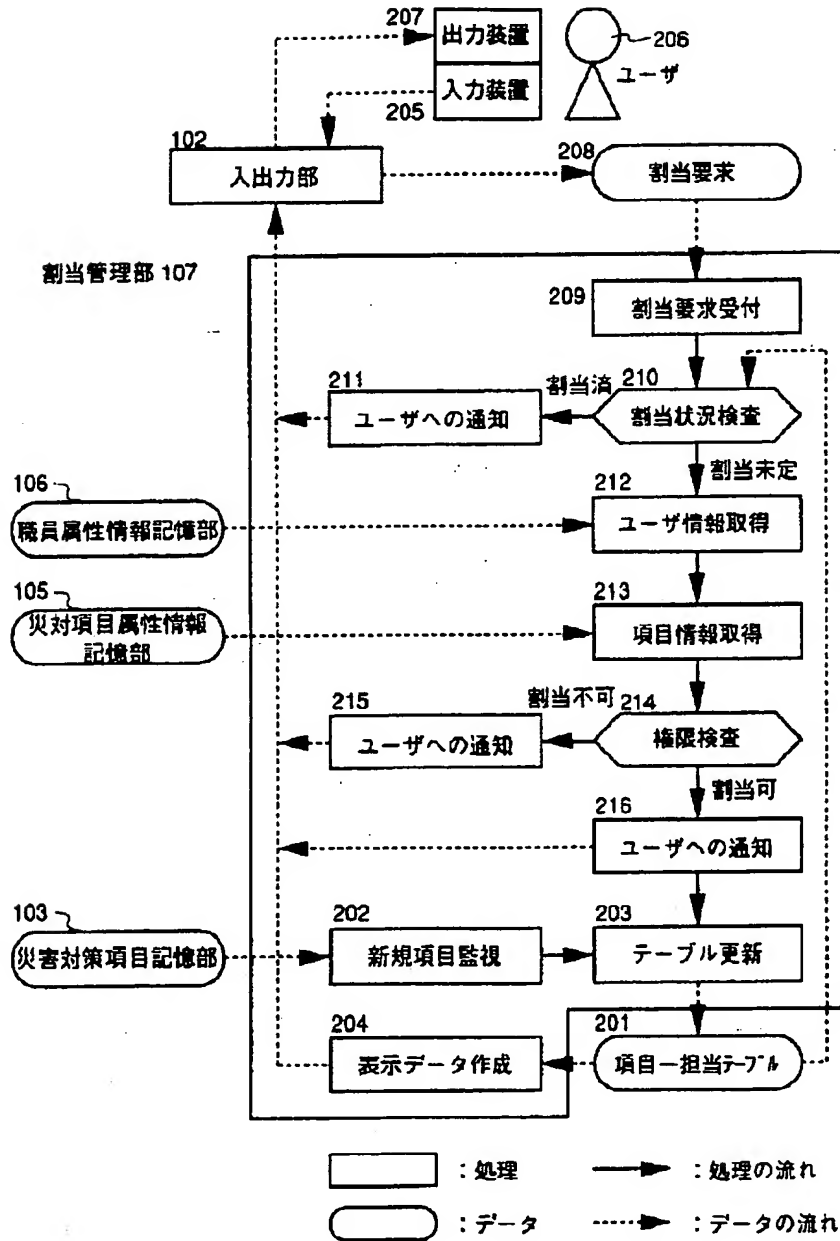 207
出力装置
206
ユーザ
入力装置
205
102
入出力部
208
割当要求
割当管理部 107
209
割当要求受付
211
ユーザへの通知
割当済
210
割当状況検査
割当未定
106
職員属性情報記憶部
212
ユーザ情報取得
105
災対項目属性情報
記憶部
213
項目情報取得
215
ユーザへの通知
割当不可
214
権限検査
割当可
216
ユーザへの通知
103
災害対策項目記憶部
202
新規項目監視
203
テーブル更新
204
表示データ作成
201
項目ー担当テーブル
：処理
：処理の流れ
：データ
：データの流れ